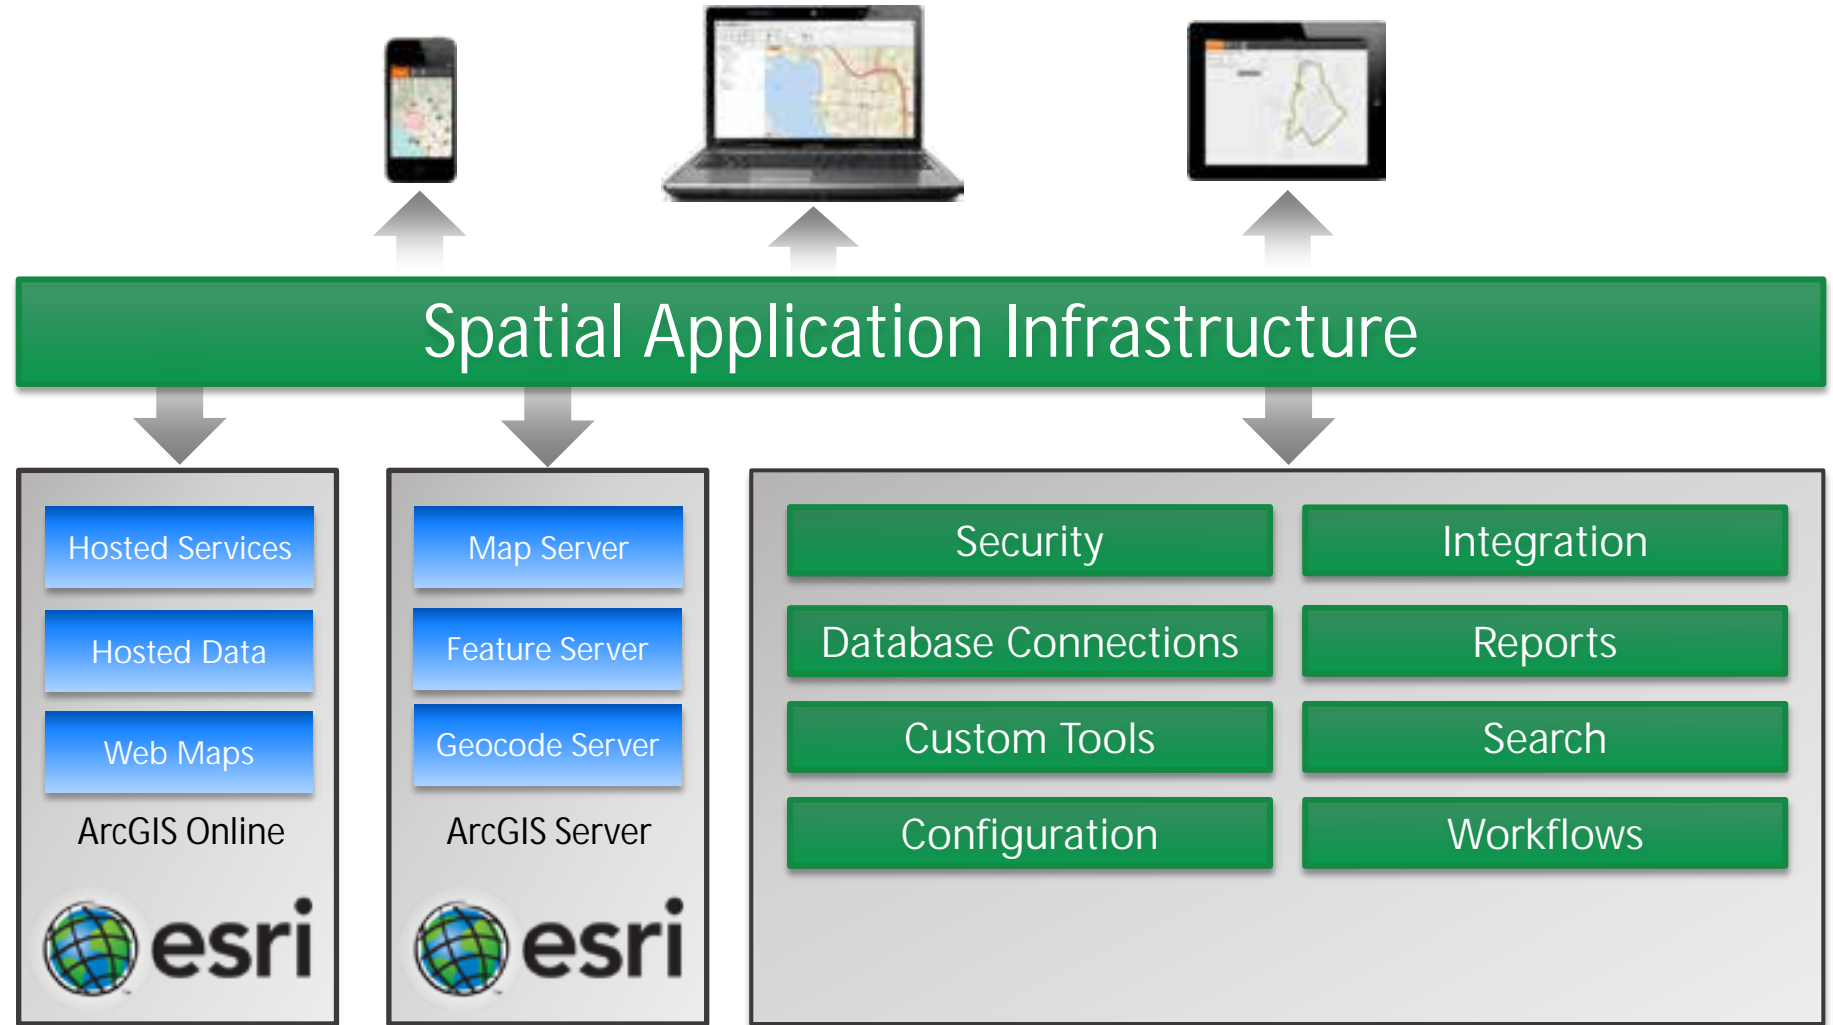 Spatial Application Infrastructure
Hosted Services
Hosted Data
Web Maps
ArcGIS Online
esri
Map Server
Feature Server
Geocode Server
ArcGIS Server
esri
Security
Integration
Database Connections
Reports
Custom Tools
Search
Configuration
Workflows